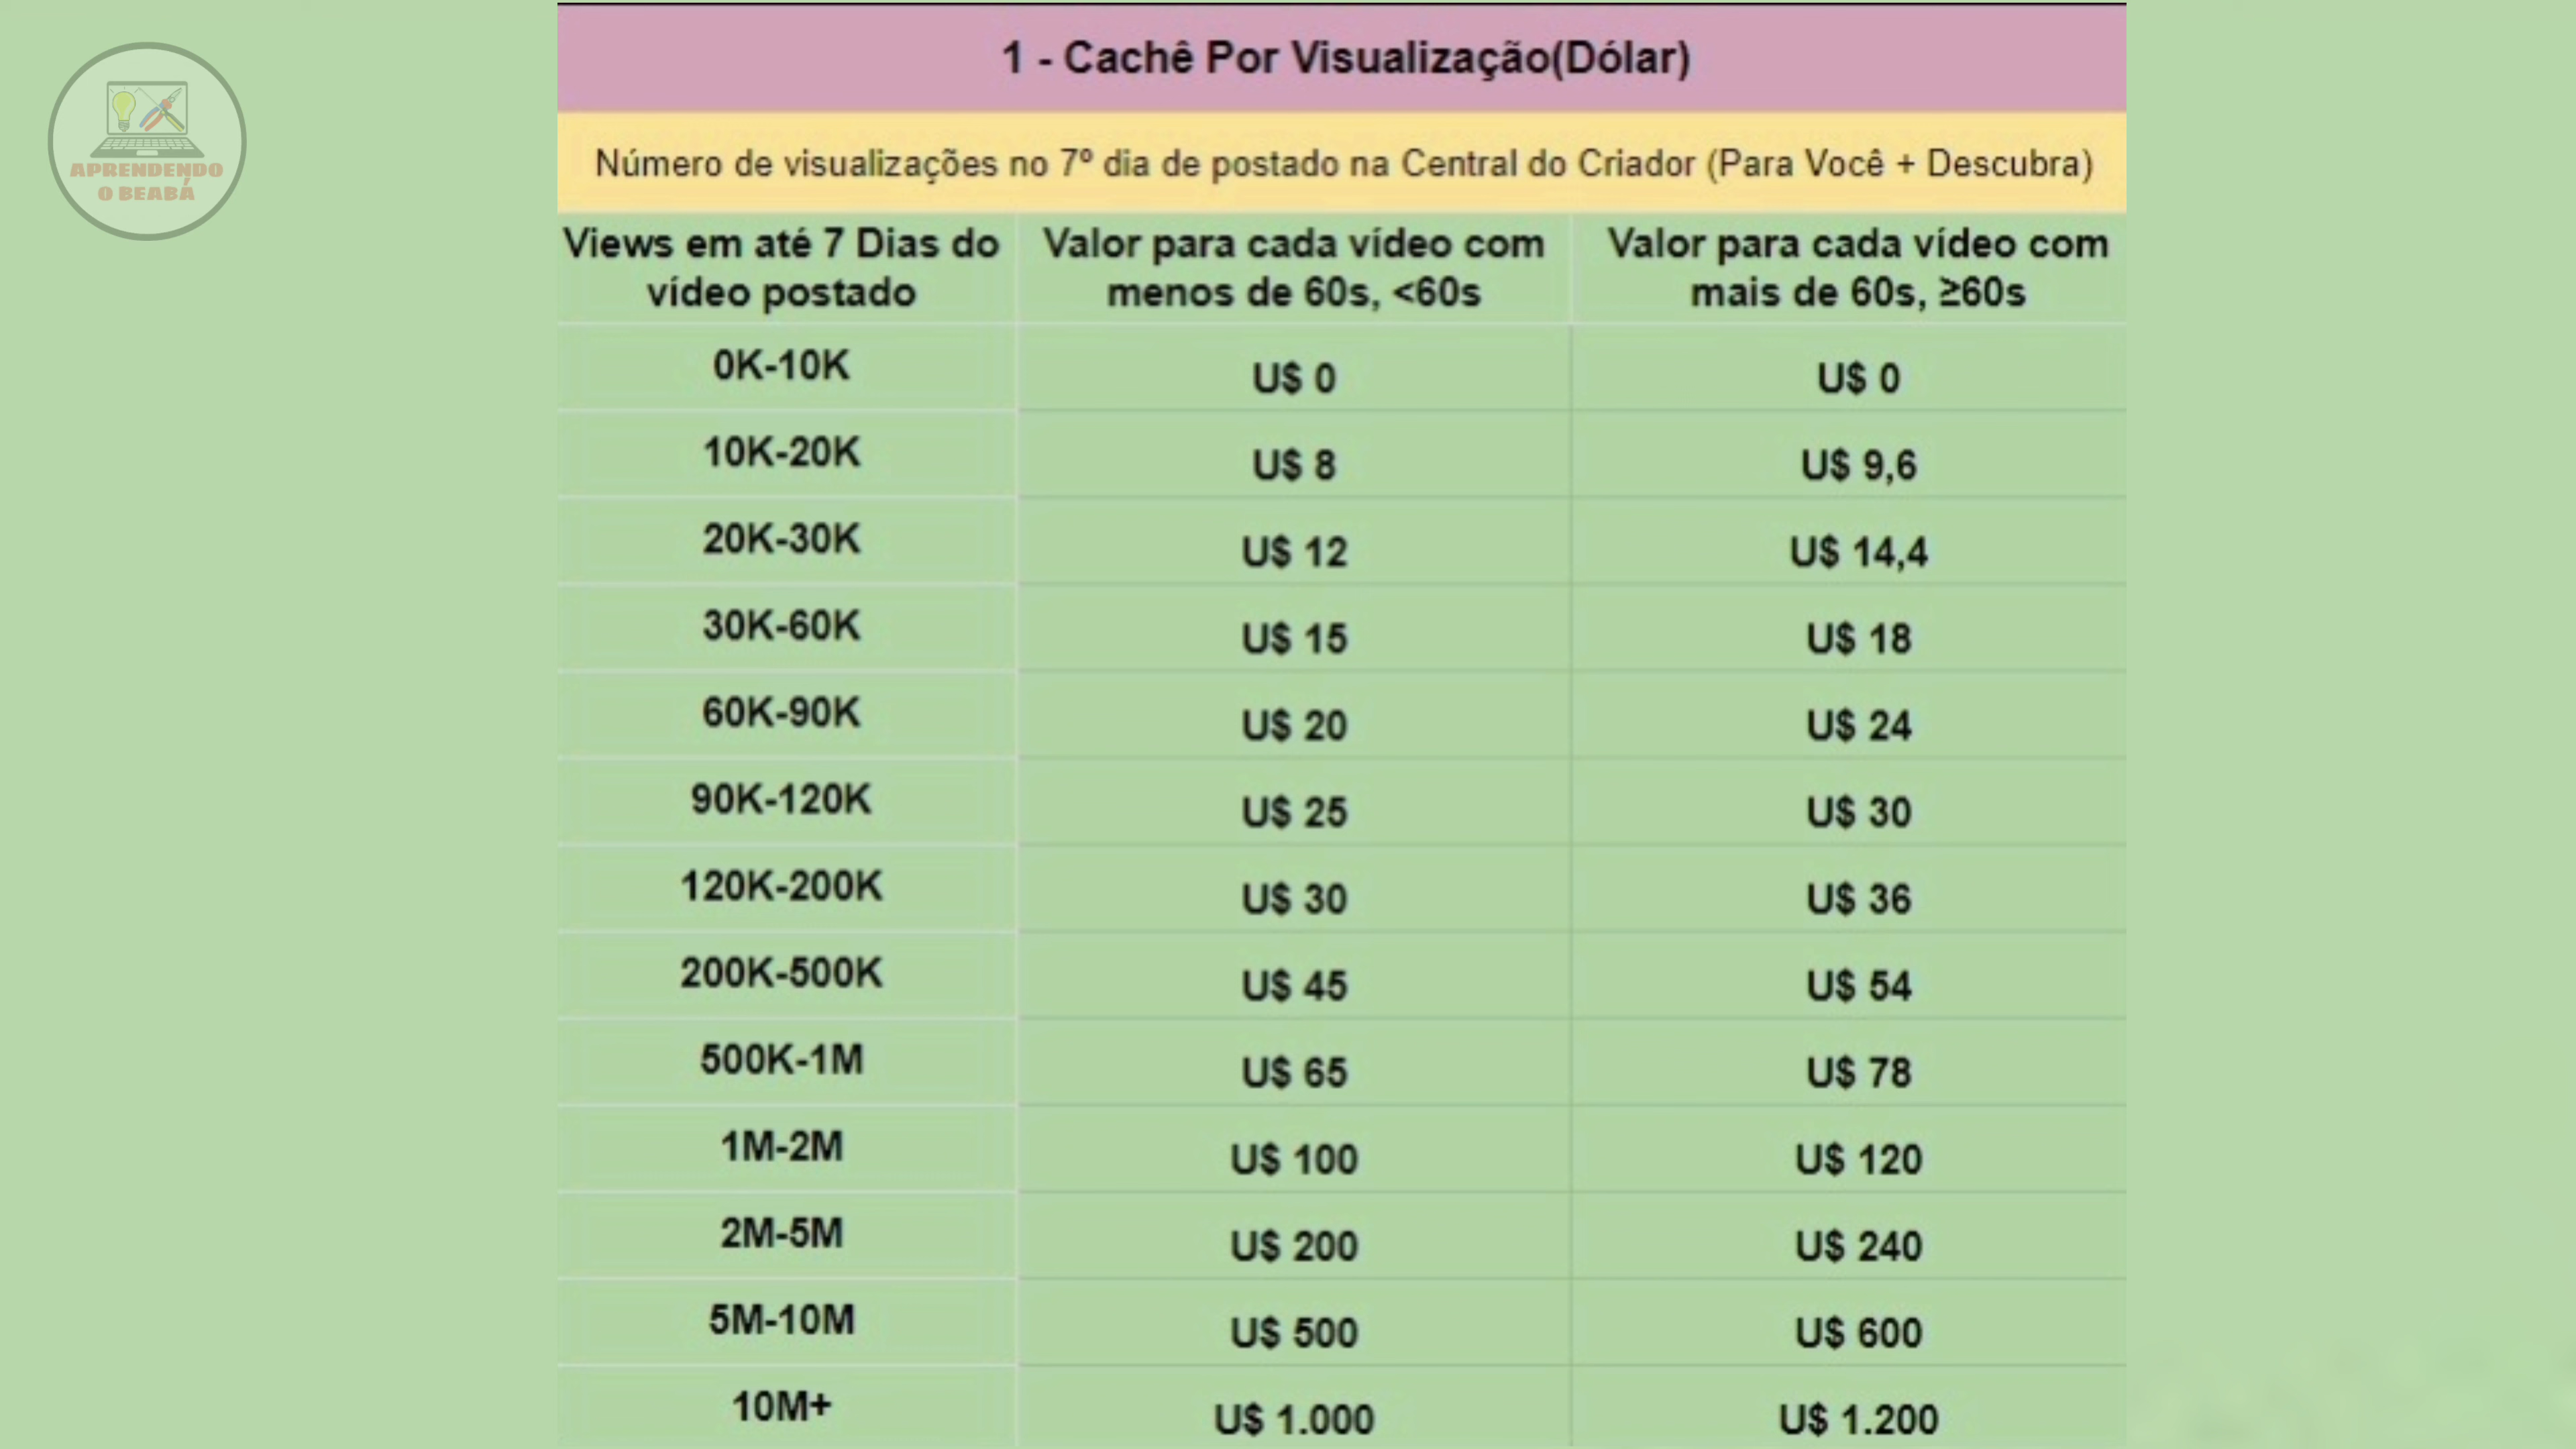 APRENDENDO
O BEABÁ
1 - Cachê Por Visualização(Dólar)
Número de visualizações no 7º dia de postado na Central do Criador (Para Você + Descubra)
Views em até 7 Dias do
vídeo postado
Valor para cada vídeo com
menos de 60s, <60s
Valor para cada vídeo com
mais de 60s, ≥60s
0K-10K U$ 0 U$ 0
10K-20K U$ 8 U$ 9,6
20K-30K U$ 12 U$ 14,4
30K-60K U$ 15 U$ 18
60K-90K U$ 20 U$ 24
90K-120K U$ 25 U$ 30
120K-200K U$ 30 U$ 36
200K-500K U$ 45 U$ 54
500K-1M U$ 65 U$ 78
1M-2M U$ 100 U$ 120
2M-5M U$ 200 U$ 240
5M-10M U$ 500 U$ 600
10M+ U$ 1.000 U$ 1.200